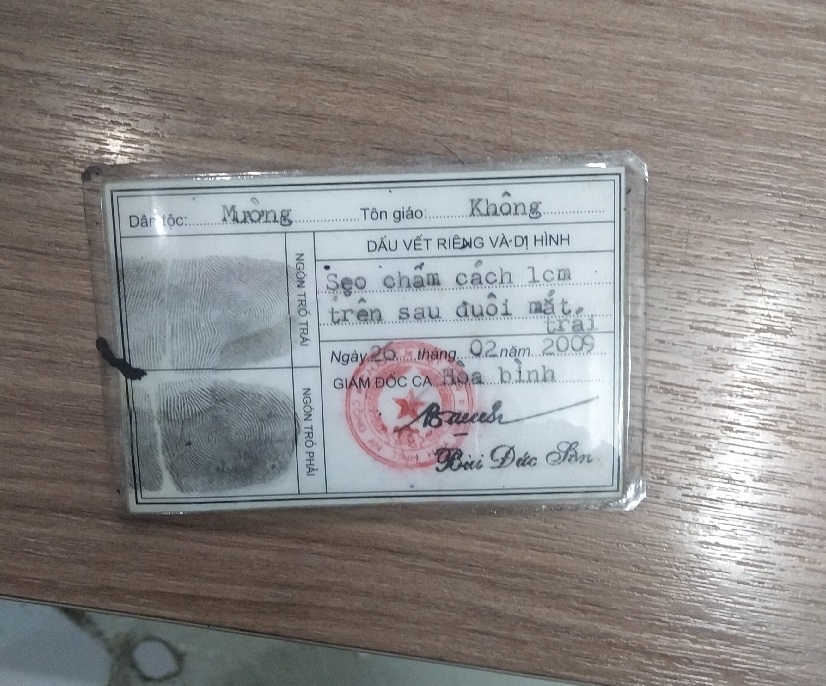 Dân tộc: Mường Tôn giáo: Không
NGÓN TRỎ TRÁI
DẤU VẾT RIÊNG VÀ DỊ HÌNH
Sẹo chấm cách 1cm
trên sau đuôi mắt
trái
Ngày 26 tháng 02 năm 2009
GIÁM ĐỐC CA Hòa bình
NGÓN TRỎ PHẢI
Bùi Đức Sòn